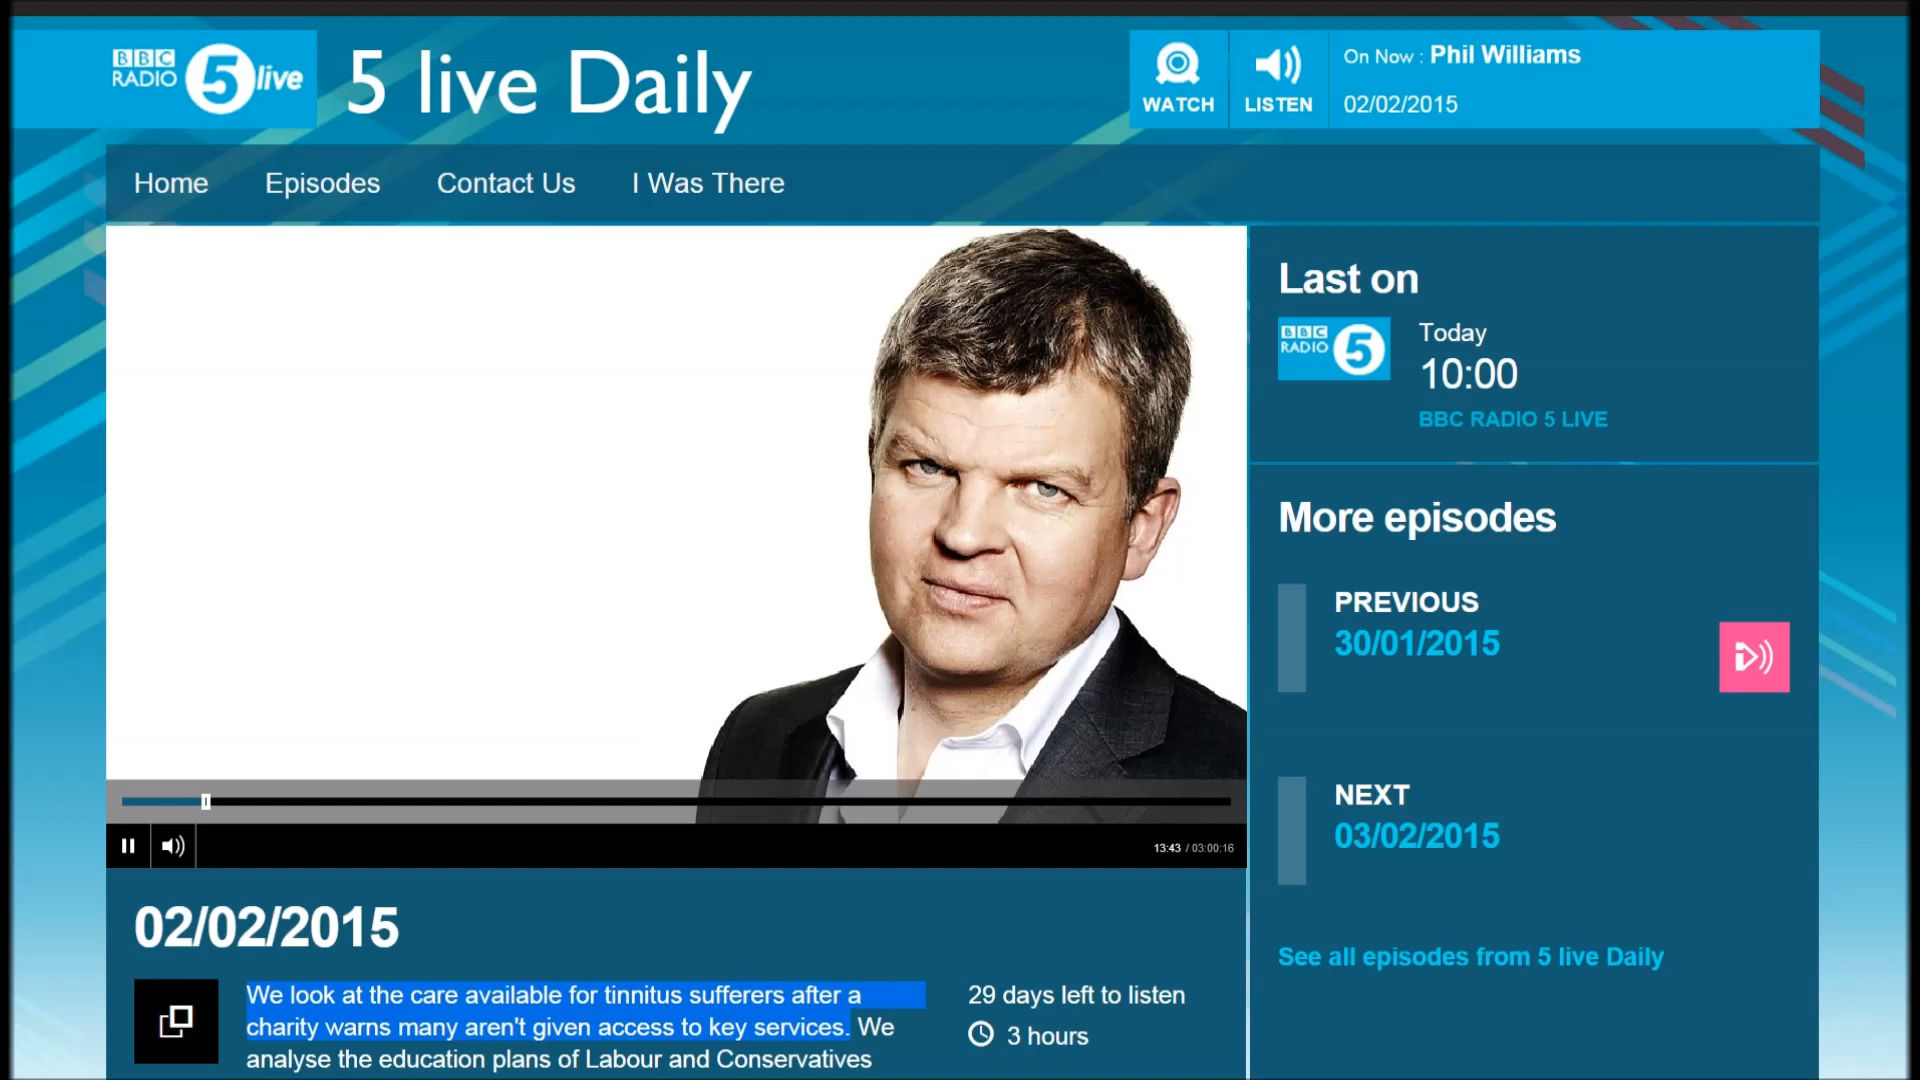 BBC
RADIO 5 live
5 live Daily
WATCH
LISTEN
On Now : Phil Williams
02/02/2015
Home
Episodes
Contact Us
I Was There
Last on
BBC
RADIO 5
Today
10:00
BBC RADIO 5 LIVE
More episodes
PREVIOUS
30/01/2015
NEXT
03/02/2015
See all episodes from 5 live Daily
13:43 / 03:00:16
02/02/2015
We look at the care available for tinnitus sufferers after a
charity warns many aren't given access to key services. We
analyse the education plans of Labour and Conservatives
29 days left to listen
3 hours